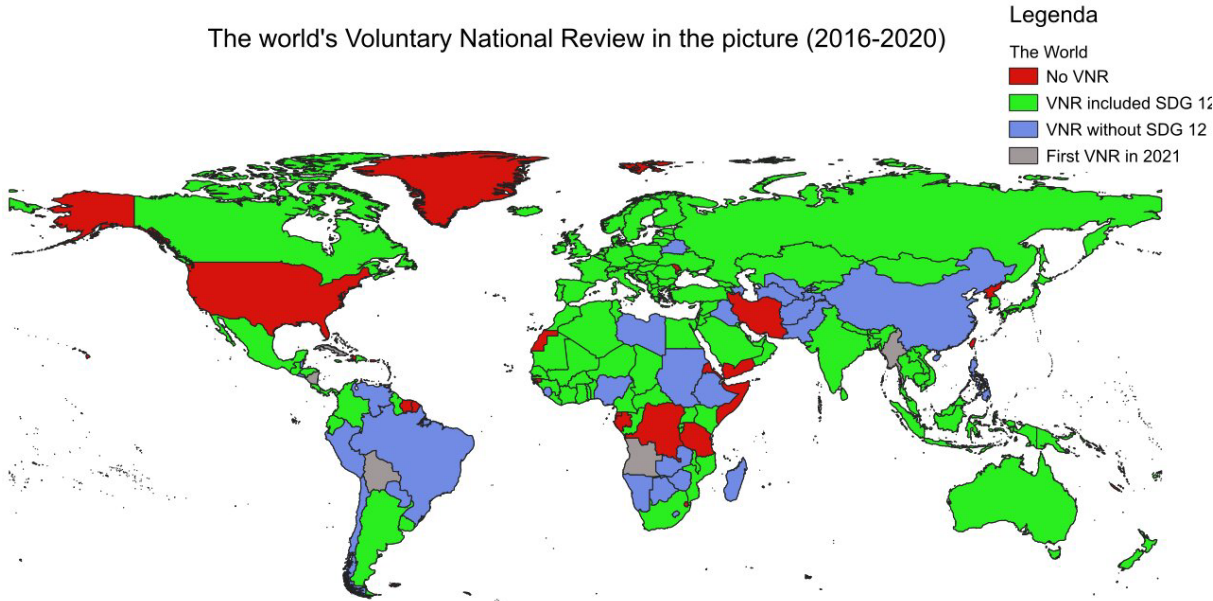 The world's Voluntary National Review in the picture (2016-2020)
Legenda
The World
No VNR
VNR included SDG 12
VNR without SDG 12
First VNR in 2021